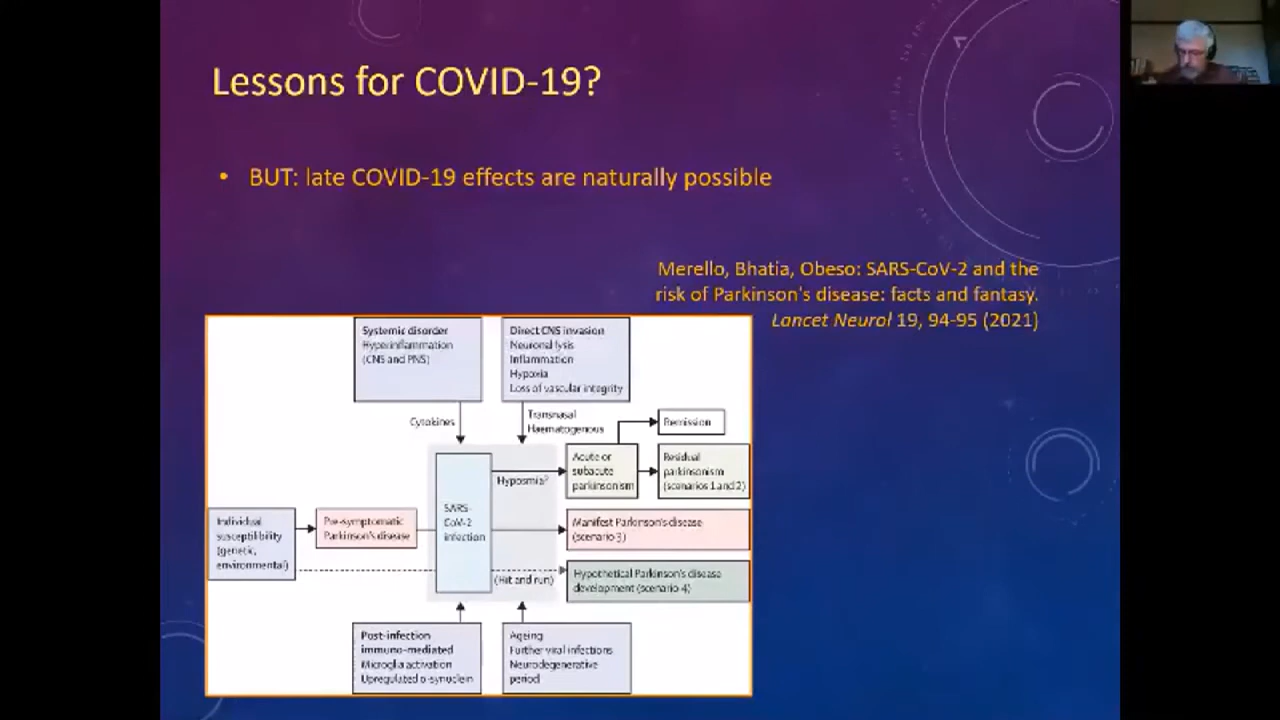 Lessons for COVID-19?
• BUT: late COVID-19 effects are naturally possible
Merello, Bhatia, Obeso: SARS-CoV-2 and the
risk of Parkinson's disease: facts and fantasy.
Lancet Neurol 19, 94-95 (2021)
Systemic disorder
Hyperinflammation
(CNS and PNS)
Direct CNS invasion
Neuronal lysis
Inflammation
Hypoxia
Loss of vascular integrity
Cytokines
Transnasal
Haematogenous
Remission
Acute or
subacute
parkinsonism
Residual
parkinsonism
(scenarios 1 and 2)
Hyposmia?
SARS-
CoV-2
infection
Individual
susceptibility
(genetic,
environmental)
Pre-symptomatic
Parkinson's disease
Manifest Parkinson's disease
(scenario 3)
(Hit and run)
Hypothetical Parkinson's disease
development (scenario 4)
Post-infection
immuno-mediated
Microglia activation
Upregulated α-synuclein
Ageing
Further viral infections
Neurodegenerative
period